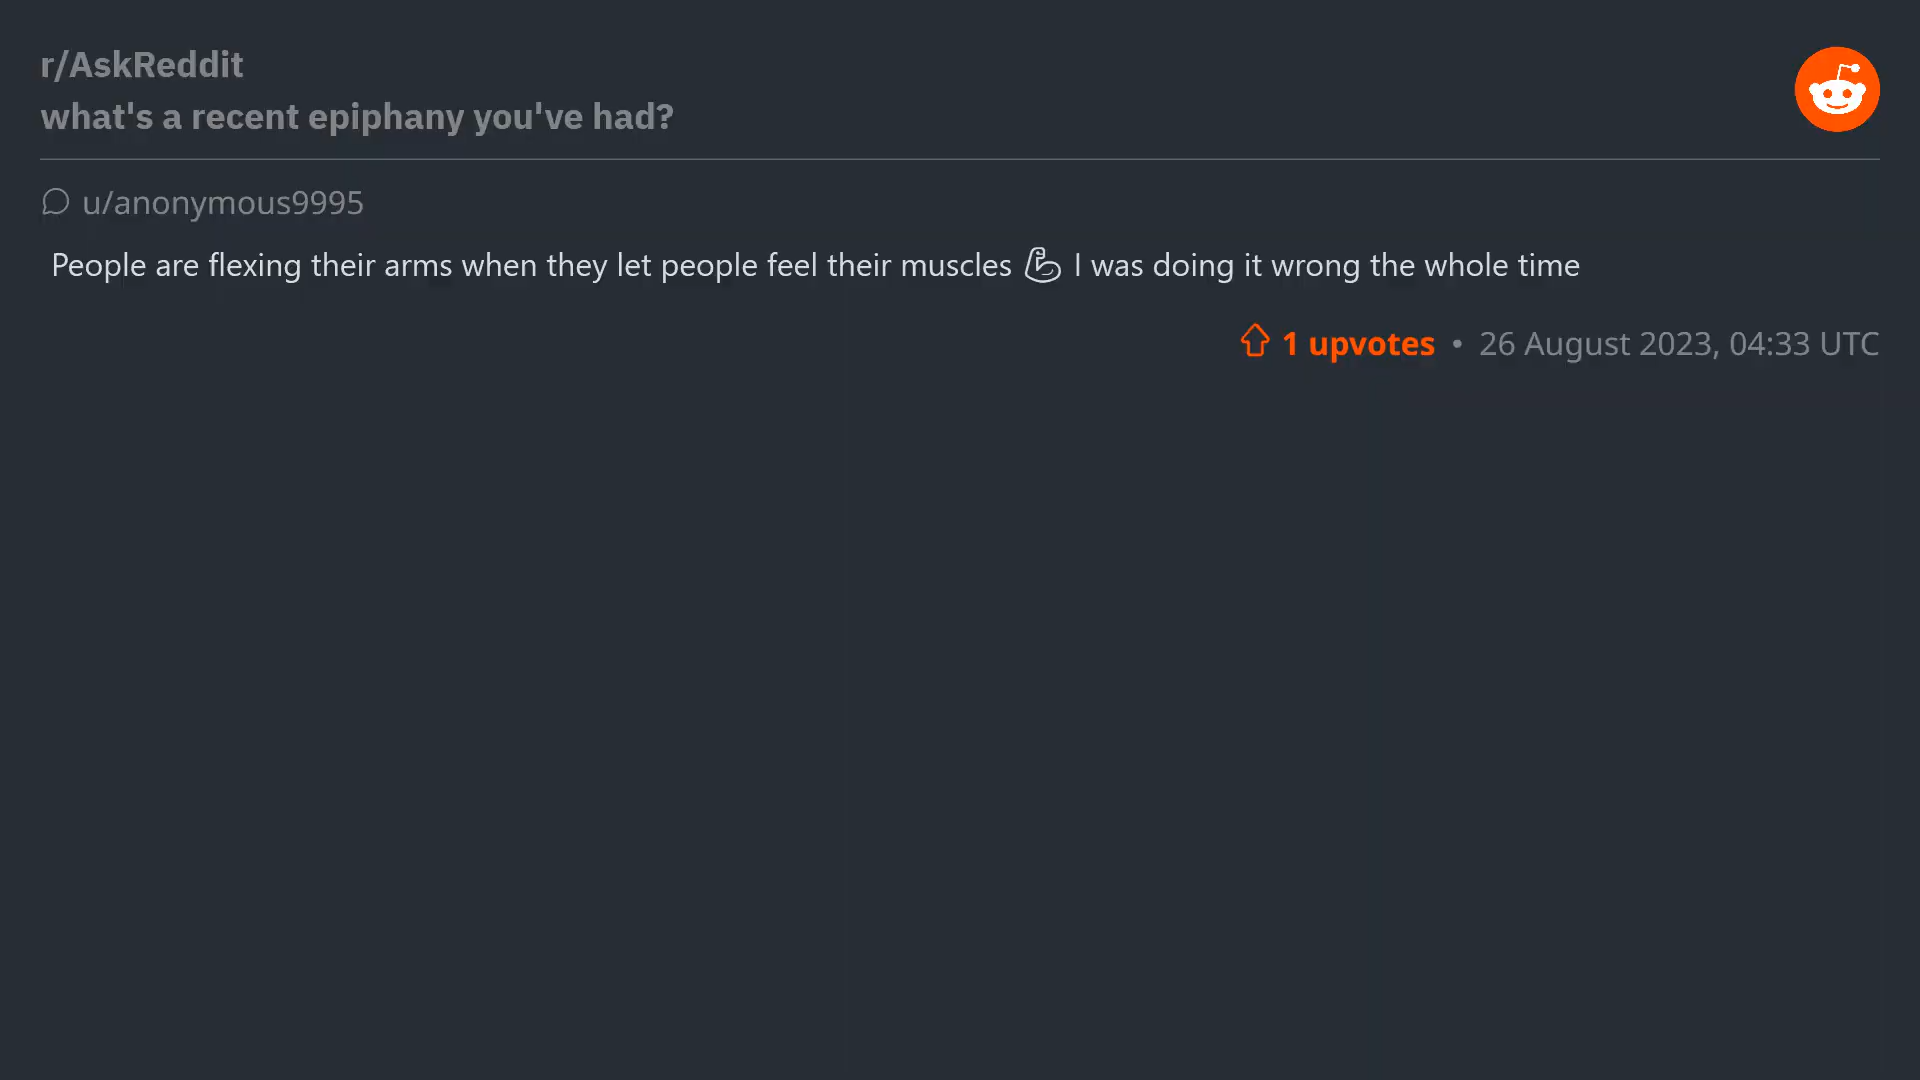 r/AskReddit
what's a recent epiphany you've had?
u/anonymous9995
People are flexing their arms when they let people feel their muscles 💪 I was doing it wrong the whole time
1 upvotes • 26 August 2023, 04:33 UTC